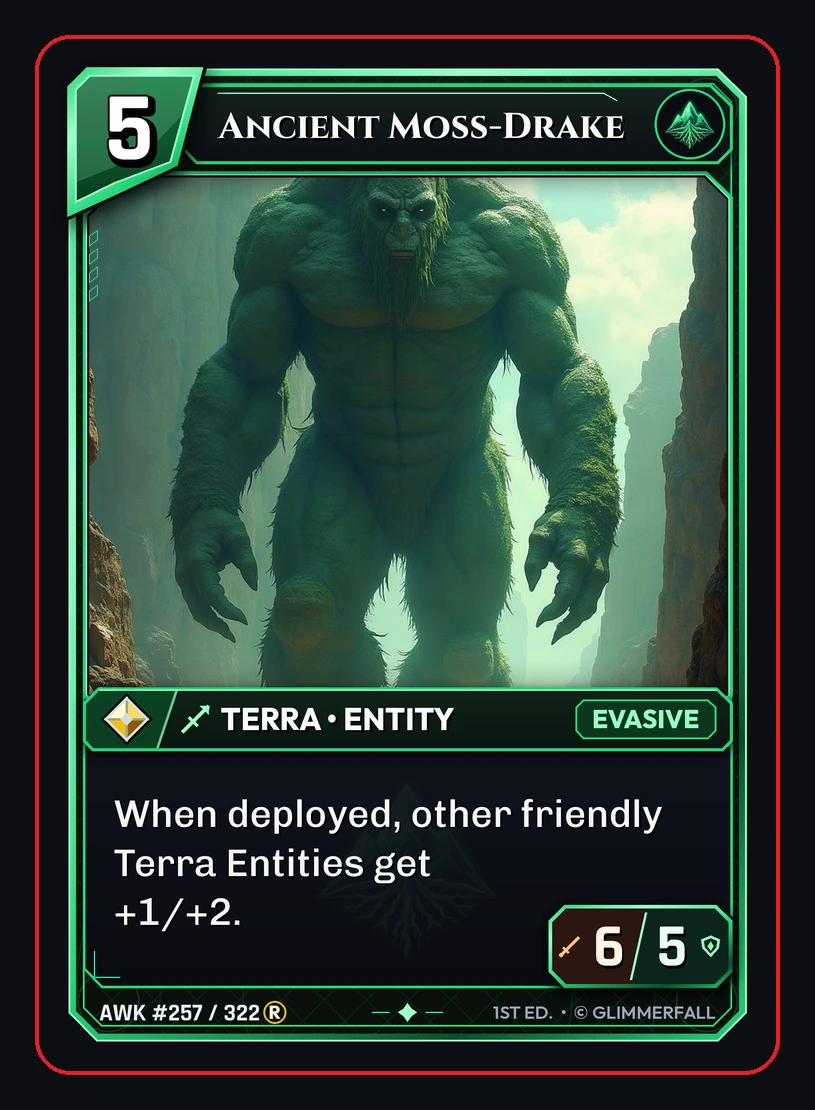 5
Ancient Moss-Drake
TERRA • ENTITY
EVASIVE
When deployed, other friendly
Terra Entities get
+1/+2.
6/5
AWK #257 / 322 R
1ST ED. • © GLIMMERFALL